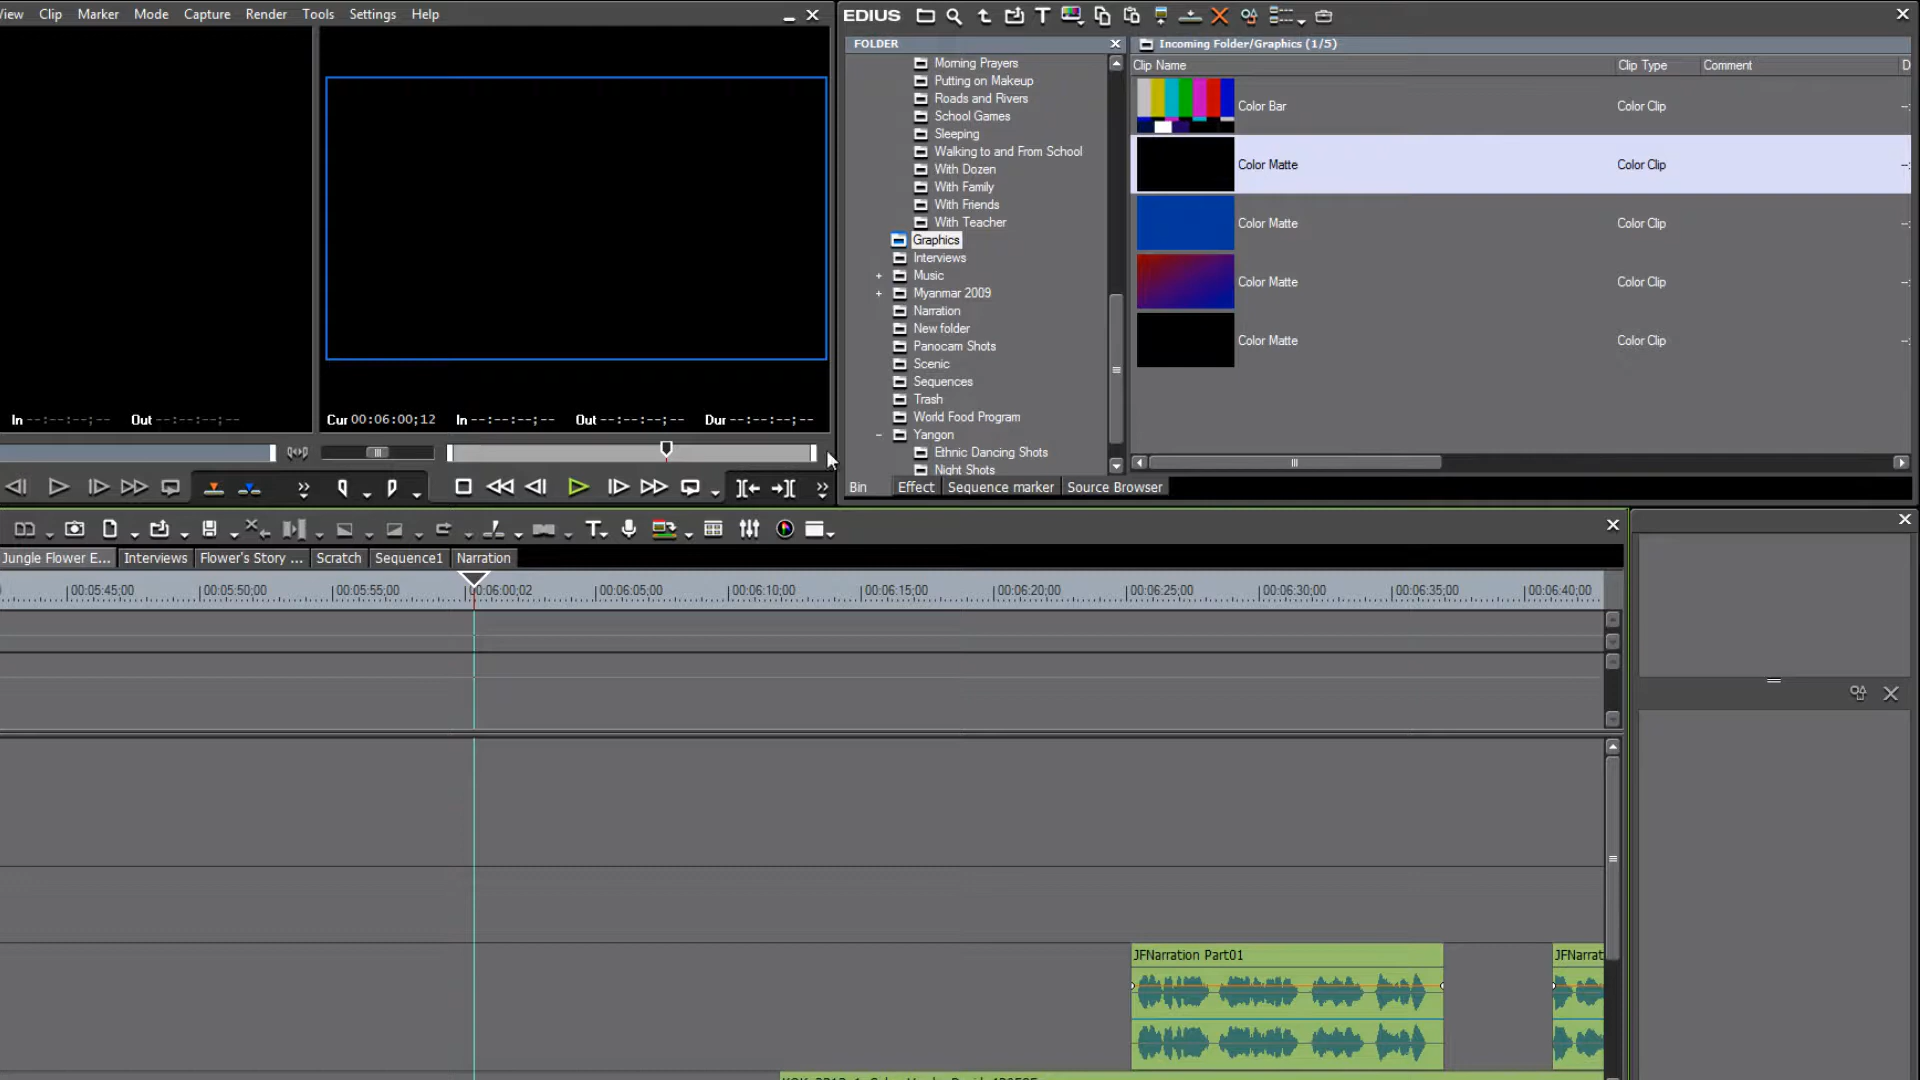 View Clip Marker Mode Capture Render Tools Settings Help
EDIUS
FOLDER
Morning Prayers
Putting on Makeup
Roads and Rivers
School Games
Sleeping
Walking to and From School
With Dozen
With Family
With Friends
With Teacher
Graphics
Interviews
Music
Myanmar 2009
Narration
New folder
Panocam Shots
Scenic
Sequences
Trash
World Food Program
Yangon
Ethnic Dancing Shots
Night Shots
Incoming Folder/Graphics (1/5)
Clip Name Clip Type Comment D
Color Bar Color Clip
Color Matte Color Clip
Color Matte Color Clip
Color Matte Color Clip
Color Matte Color Clip
In --:--:--;-- Out --:--:--;--
Cur 00:06:00;12 In --:--:--;-- Out --:--:--;-- Dur --:--:--;--
Bin Effect Sequence marker Source Browser
Jungle Flower E... Interviews Flower's Story ... Scratch Sequence1 Narration
00:05:45;00 00:05:50;00 00:05:55;00 00:06:00;02 00:06:05;00 00:06:10;00 00:06:15;00 00:06:20;00 00:06:25;00 00:06:30;00 00:06:35;00 00:06:40;00
JFNarration Part01 JFNarrat